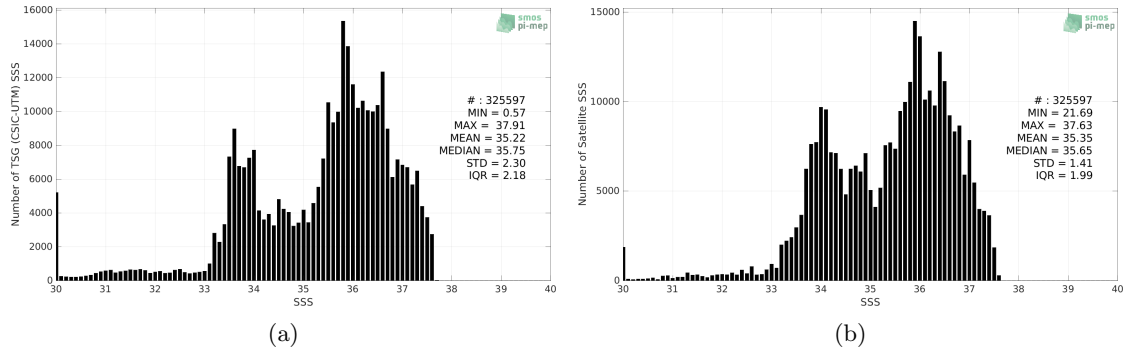 16000
14000
12000
10000
8000
6000
4000
2000
0
Number of TSG (CSIC-UTM) SSS
30 31 32 33 34 35 36 37 38 39 40
SSS
smos
pi-mep
# : 325597
MIN = 0.57
MAX = 37.91
MEAN = 35.22
MEDIAN = 35.75
STD = 2.30
IQR = 2.18
(a)
15000
10000
5000
0
Number of Satellite SSS
30 31 32 33 34 35 36 37 38 39 40
SSS
smos
pi-mep
# : 325597
MIN = 21.69
MAX = 37.63
MEAN = 35.35
MEDIAN = 35.65
STD = 1.41
IQR = 1.99
(b)